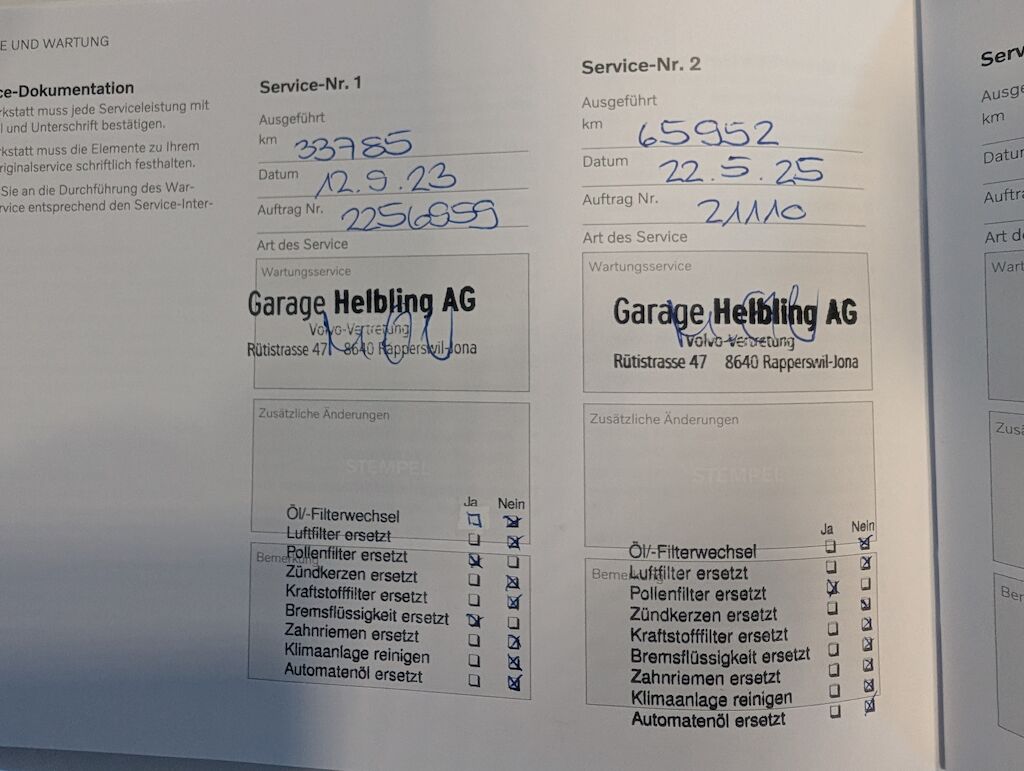 E UND WARTUNG
ce-Dokumentation
rkstatt muss jede Serviceleistung mit
l und Unterschrift bestätigen.
rkstatt muss die Elemente zu Ihrem
riginalservice schriftlich festhalten.
Sie an die Durchführung des War-
rvice entsprechend den Service-Inter-
Service-Nr. 1
Ausgeführt
km 33785
Datum 12.9.23
Auftrag Nr. 2256959
Art des Service
Wartungsservice
Garage Helbling AG
Volvo-Vertretung
Rütistrasse 47 8640 Rapperswil-Jona
Zusätzliche Änderungen
STEMPEL
Ja Nein
Öl/-Filterwechsel
Luftfilter ersetzt
Bemerkung
Pollenfilter ersetzt
Zündkerzen ersetzt
Kraftstofffilter ersetzt
Bremsflüssigkeit ersetzt
Zahnriemen ersetzt
Klimaanlage reinigen
Automatenöl ersetzt
Service-Nr. 2
Ausgeführt
km 65952
Datum 22.5.25
Auftrag Nr. 21110
Art des Service
Wartungsservice
Garage Helbling AG
Volvo-Vertretung
Rütistrasse 47 8640 Rapperswil-Jona
Zusätzliche Änderungen
STEMPEL
Ja Nein
Öl/-Filterwechsel
Bemerkung
Luftfilter ersetzt
Pollenfilter ersetzt
Zündkerzen ersetzt
Kraftstofffilter ersetzt
Bremsflüssigkeit ersetzt
Zahnriemen ersetzt
Klimaanlage reinigen
Automatenöl ersetzt
Serv
Ausge
km
Datu
Auftra
Art de
Wart
Zusä
Ber